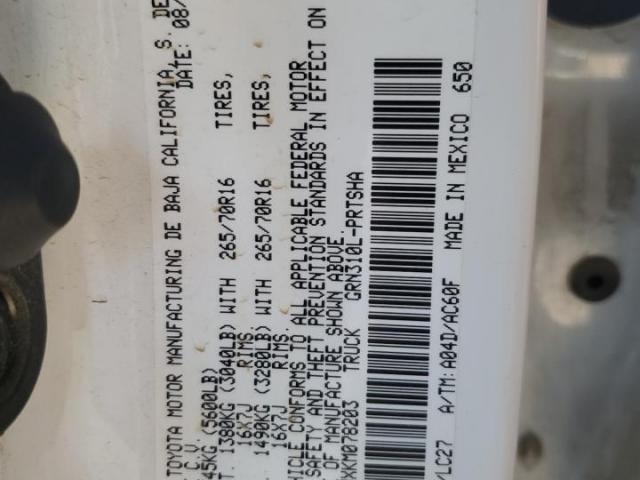 TOYOTA MOTOR MANUFACTURING DE BAJA CALIFORNIA, S. DE
C.V. DATE: 08/
45KG (5600LB)
T. 1380KG (3040LB) WITH 265/70R16 TIRES,
16X7J RIMS.
1490KG (3280LB) WITH 265/70R16 TIRES,
16X7J RIMS.
HICLE CONFORMS TO ALL APPLICABLE FEDERAL MOTOR
SAFETY AND THEFT PREVENTION STANDARDS IN EFFECT ON
OF MANUFACTURE SHOWN ABOVE.
XKM078203 TRUCK GRN310L-PRTSHA
/LC27 A/TM:A04D/AC60F MADE IN MEXICO 650